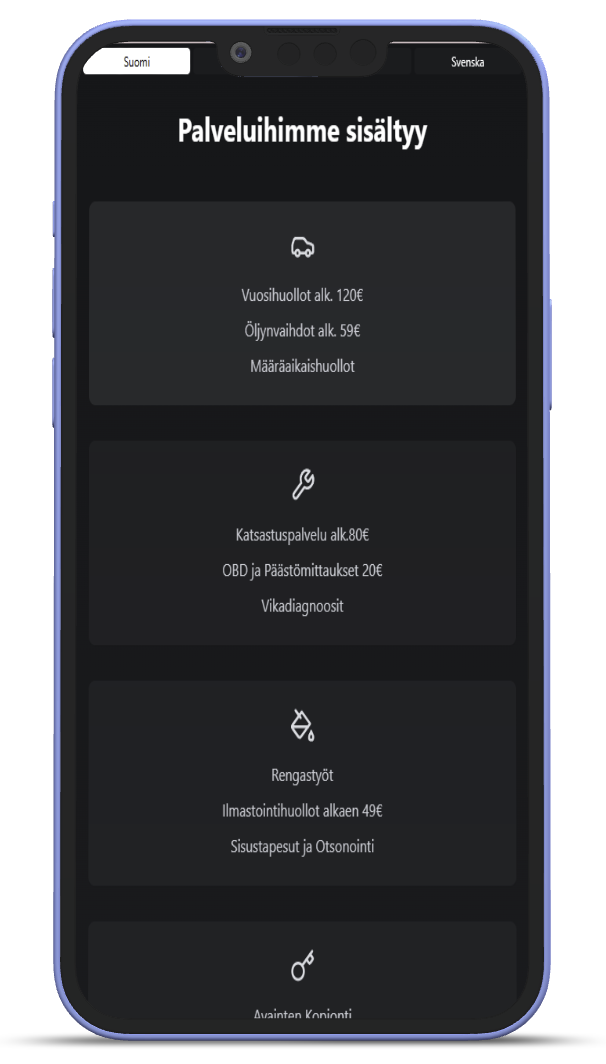 Suomi
Svenska
Palveluihimme sisältyy
Vuosihuollot alk. 120€
Öljynvaihdot alk. 59€
Määräaikaishuollot
Katsastuspalvelu alk.80€
OBD ja Päästömittaukset 20€
Vikadiagnoosit
Rengastyöt
Ilmastointihuollot alkaen 49€
Sisustapesut ja Otsonointi
Avainten Kopionti